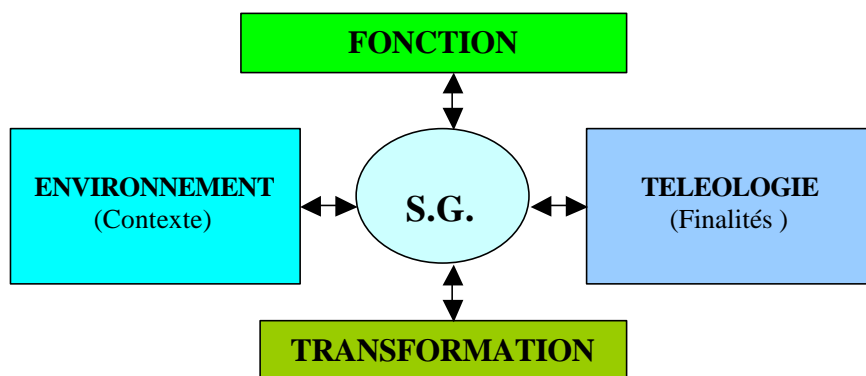 FONCTION
ENVIRONNEMENT
(Contexte)
S.G.
TELEOLOGIE
(Finalités )
TRANSFORMATION